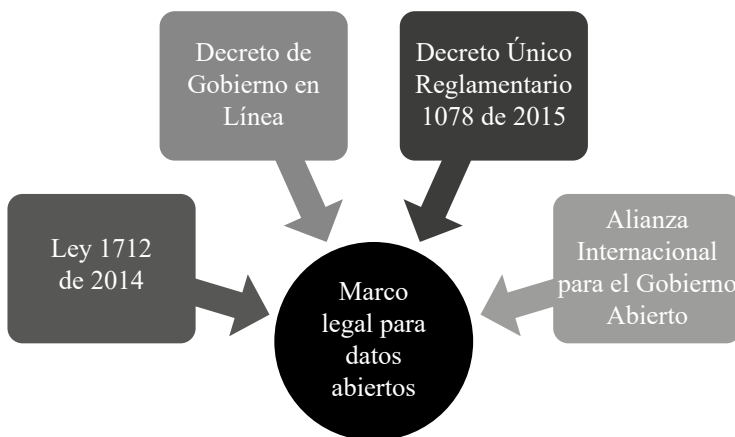 Decreto de
Gobierno en
Línea
Decreto Único
Reglamentario
1078 de 2015
Ley 1712
de 2014
Alianza
Internacional
para el Gobierno
Abierto
Marco
legal para
datos
abiertos